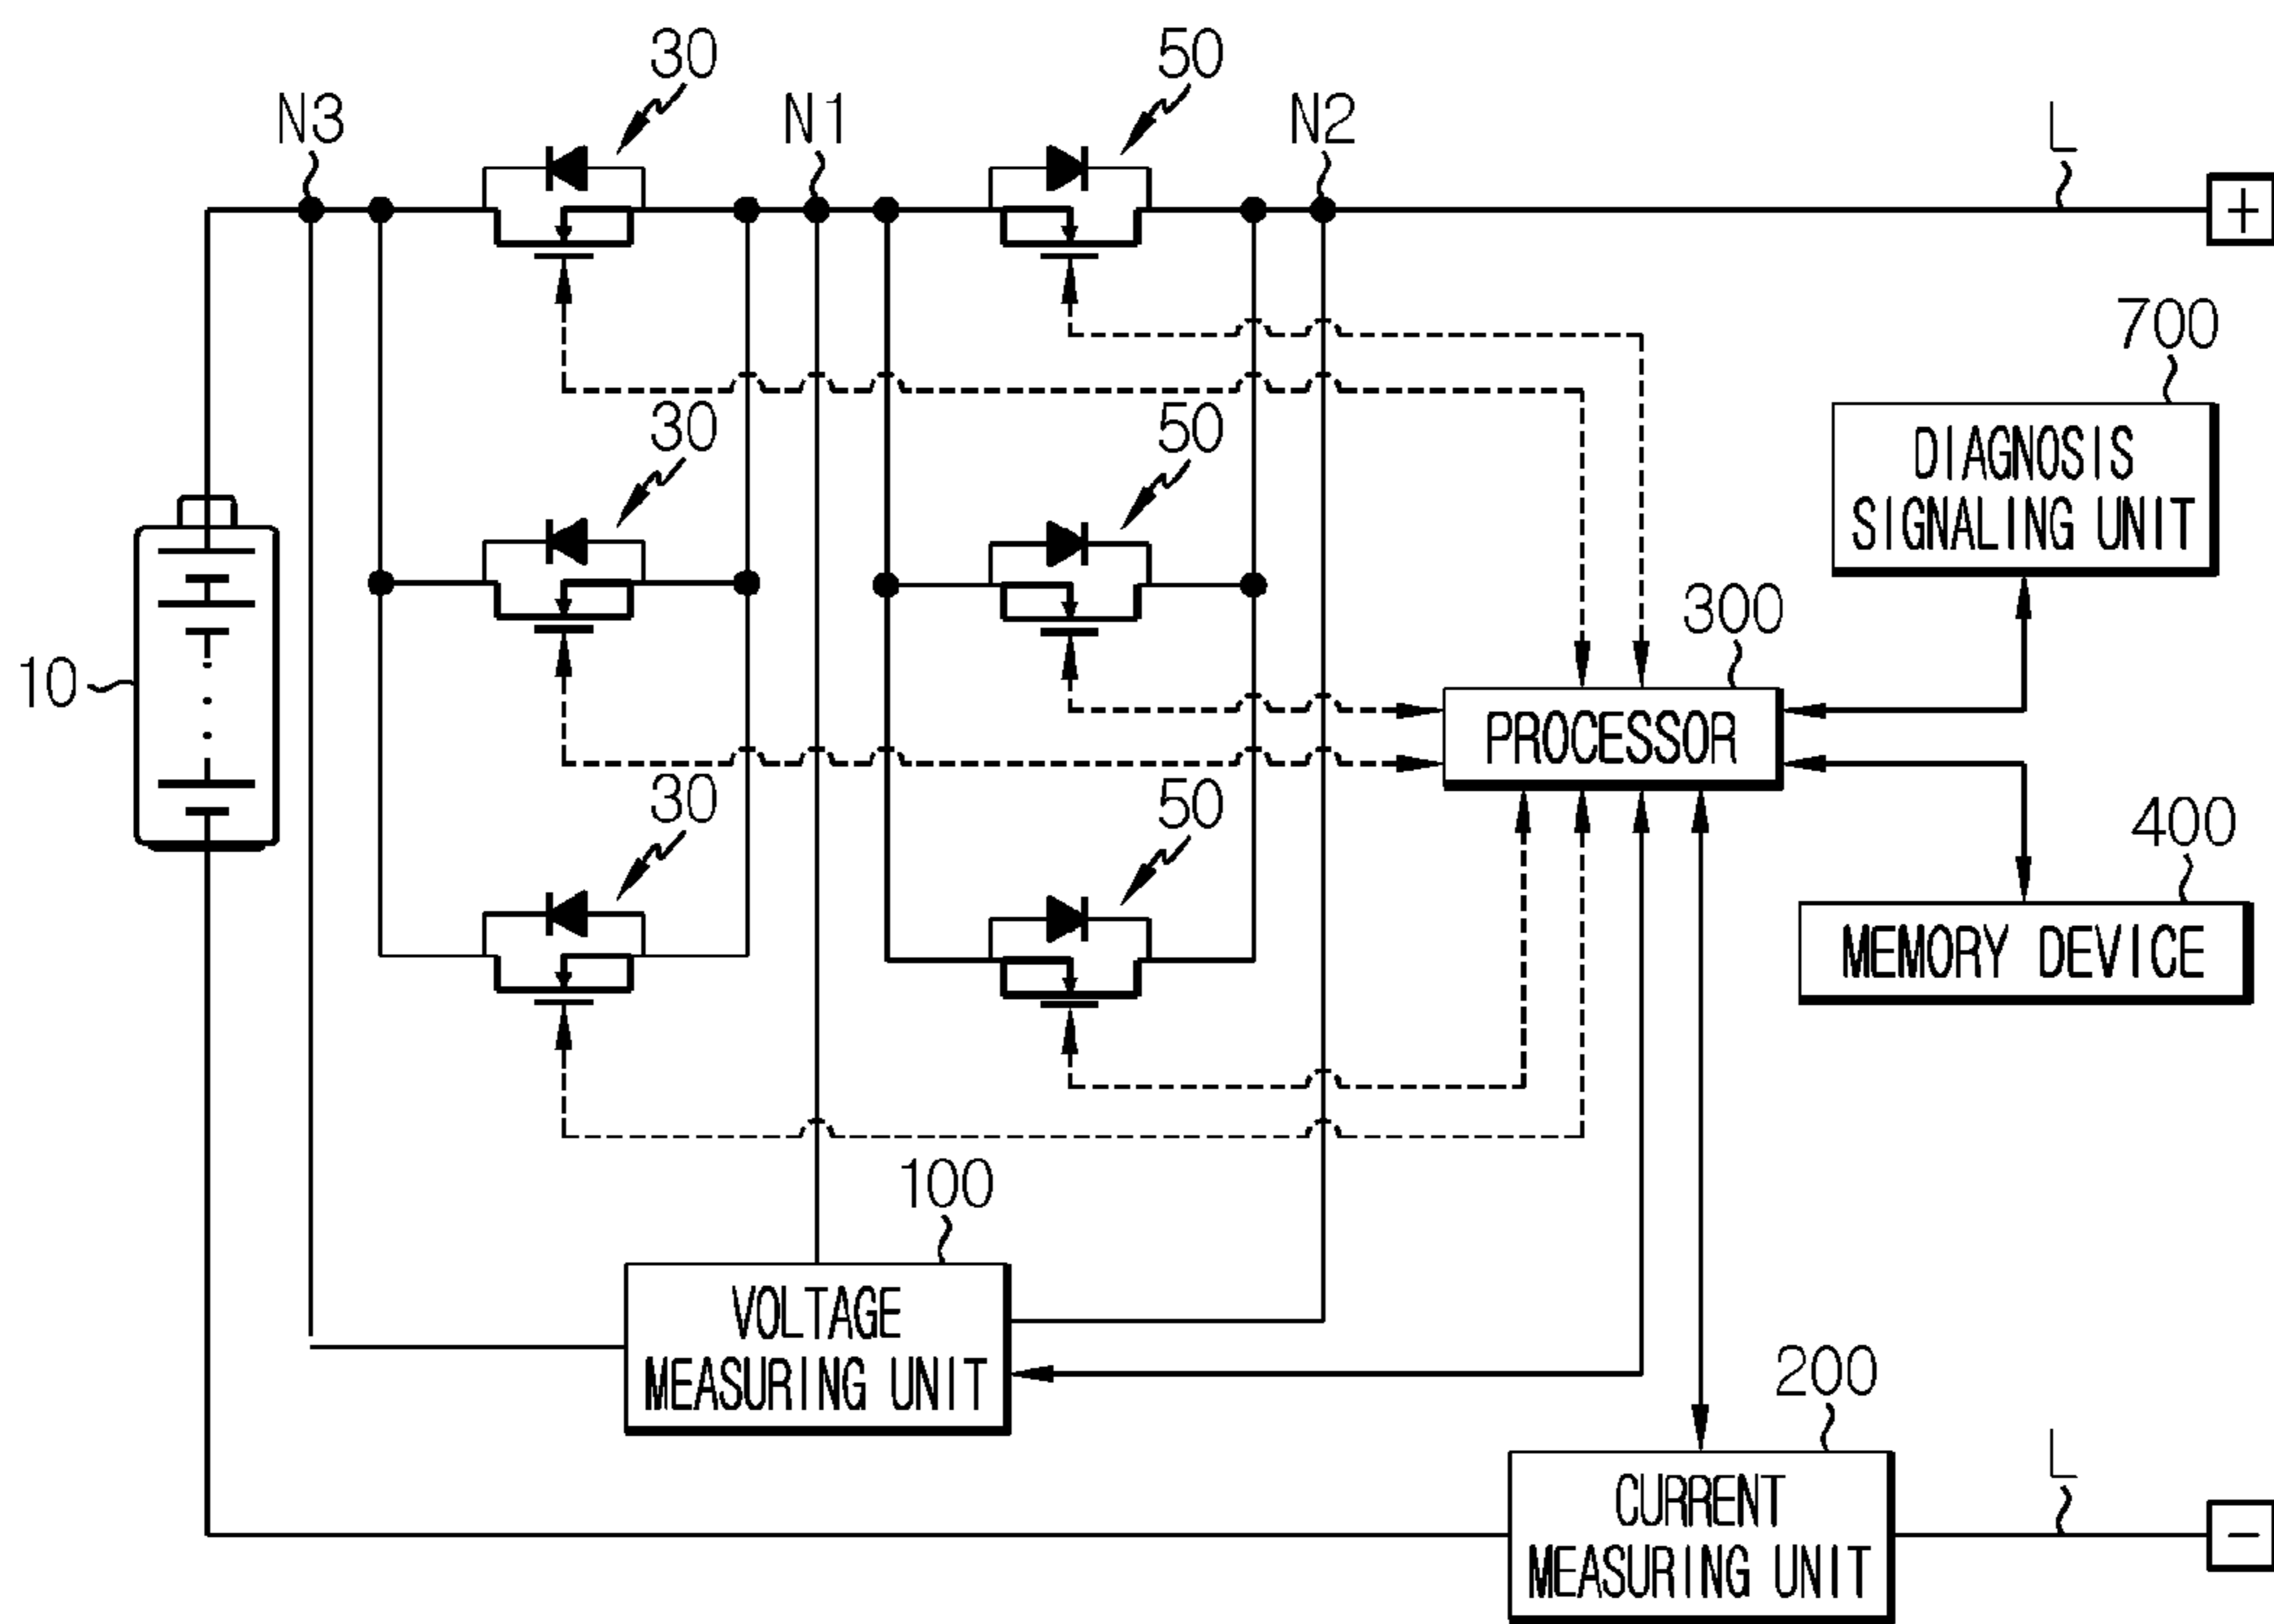 30
50
N3
N1
N2
L
+
700
DIAGNOSIS
SIGNALING UNIT
30
50
300
10
PROCESSOR
30
50
400
MEMORY DEVICE
100
VOLTAGE
MEASURING UNIT
200
L
CURRENT
MEASURING UNIT
-